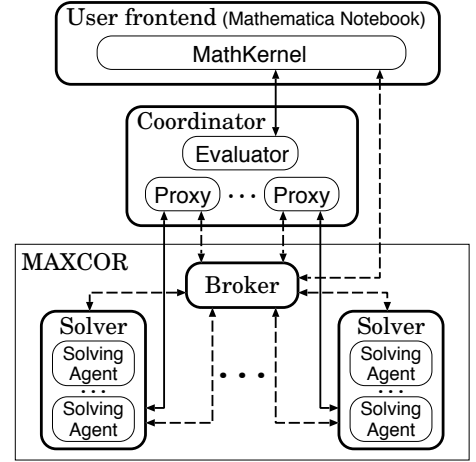 User frontend (Mathematica Notebook)
MathKernel
Coordinator
Evaluator
Proxy ... Proxy
MAXCOR
Broker
Solver
Solving
Agent
...
Solving
Agent
...
Solver
Solving
Agent
...
Solving
Agent